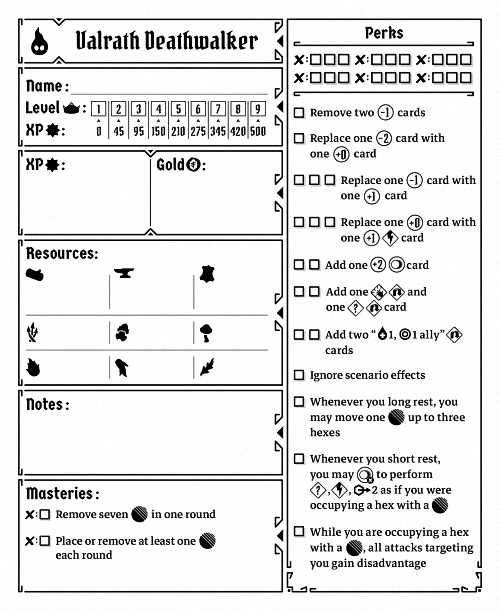 Valrath Deathwalker
Name:
Level :
1 2 3 4 5 6 7 8 9
XP :
0 45 95 150 210 275 345 420 500
XP :
Gold :
Resources:
Notes:
Masteries:
Remove seven in one round
Place or remove at least one
each round
Perks
Remove two -1 cards
Replace one -2 card with
one +0 card
Replace one -1 card with
one +1 card
Replace one +0 card with
one +1 card
Add one +2 card
Add one and
one ? card
Add two “ 1, 1 ally”
cards
Ignore scenario effects
Whenever you long rest, you
may move one up to three
hexes
Whenever you short rest,
you may to perform
?, , 2 as if you were
occupying a hex with a
While you are occupying a hex
with a , all attacks targeting
you gain disadvantage